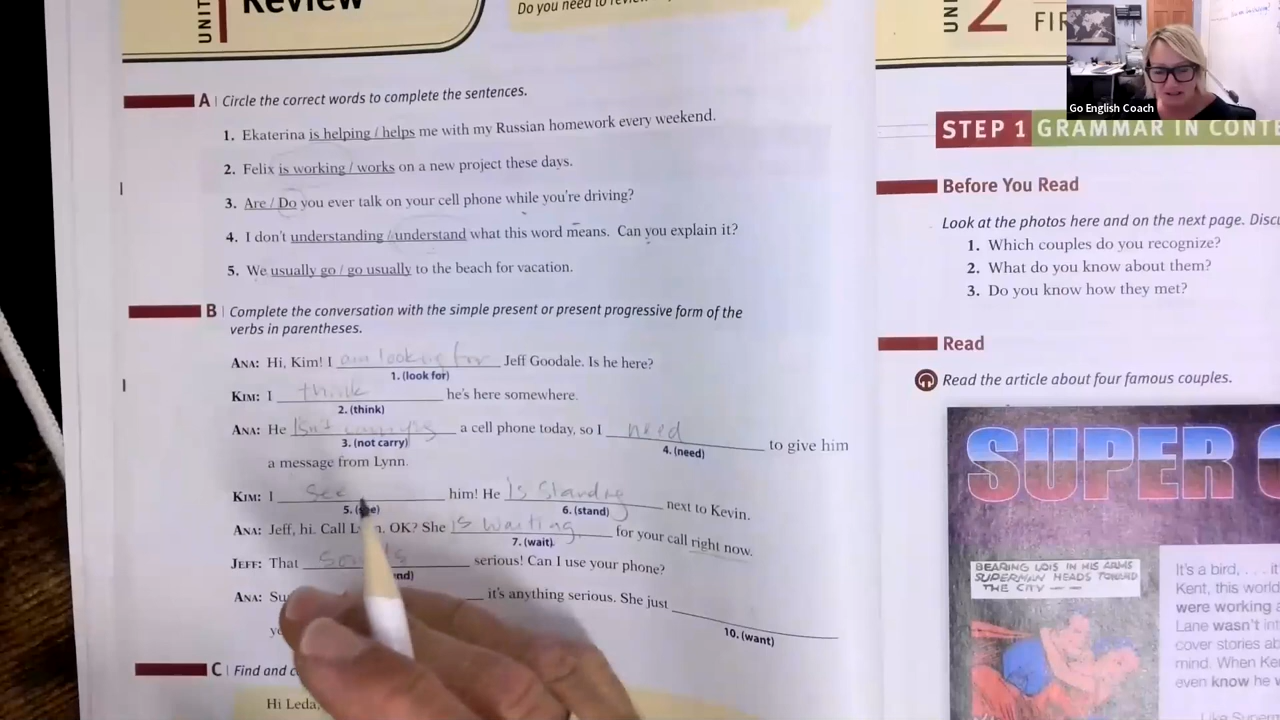 UNIT 1 Review
Do you need to revie
A | Circle the correct words to complete the sentences.
1. Ekaterina is helping / helps me with my Russian homework every weekend.
2. Felix is working / works on a new project these days.
3. Are / Do you ever talk on your cell phone while you're driving?
4. I don't understanding / understand what this word means. Can you explain it?
5. We usually go / go usually to the beach for vacation.
B | Complete the conversation with the simple present or present progressive form of the
verbs in parentheses.
ANA: Hi, Kim! I am looking for Jeff Goodale. Is he here?
1. (look for)
KIM: I think he's here somewhere.
2. (think)
ANA: He isn't carrying a cell phone today, so I need to give him
3. (not carry) 4. (need)
a message from Lynn.
KIM: I see him! He is standing next to Kevin.
5. (see) 6. (stand)
ANA: Jeff, hi. Call Lynn. OK? She is waiting for your call right now.
7. (wait)
JEFF: That sounds serious! Can I use your phone?
nd)
ANA: Su it's anything serious. She just
10. (want)
yo
C | Find and c
Hi Leda,
UNI 2 FIR
Go English Coach
STEP 1 GRAMMAR IN CONTE
Before You Read
Look at the photos here and on the next page. Discu
1. Which couples do you recognize?
2. What do you know about them?
3. Do you know how they met?
Read
Read the article about four famous couples.
SUPER C
BEARING LOIS IN HIS ARMS
SUPERMAN HEADS TOWARD
THE CITY — —
It's a bird, . . . it
Kent, this world
were working a
Lane wasn't int
cover stories ab
mind. When Ke
even know he w
Like Superm